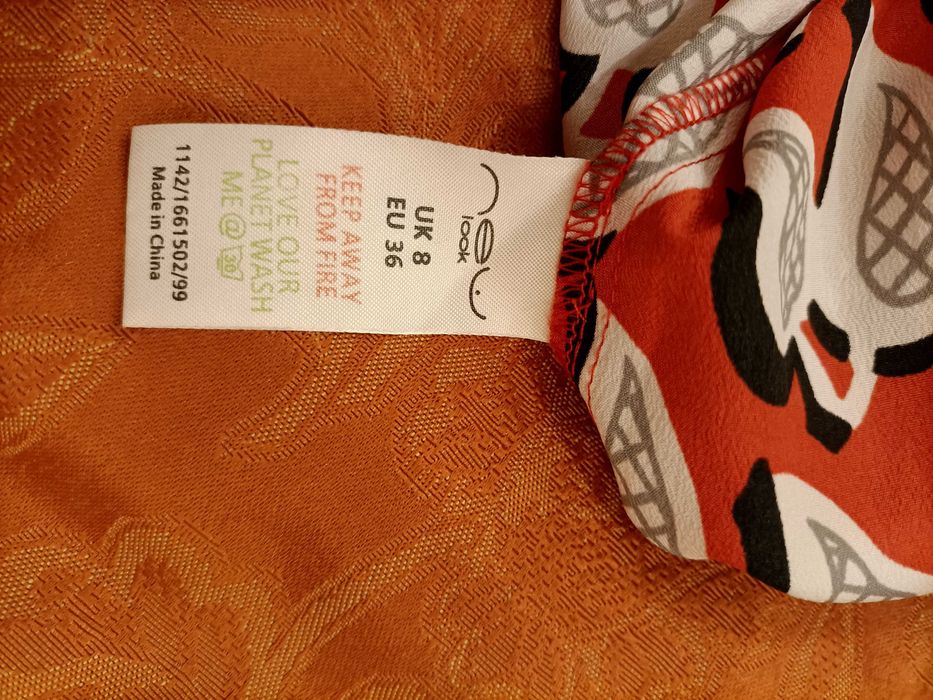 new
look
UK 8
EU 36
KEEP AWAY
FROM FIRE
LOVE OUR
PLANET WASH
ME @ 30
1142/1661502/99
Made in China